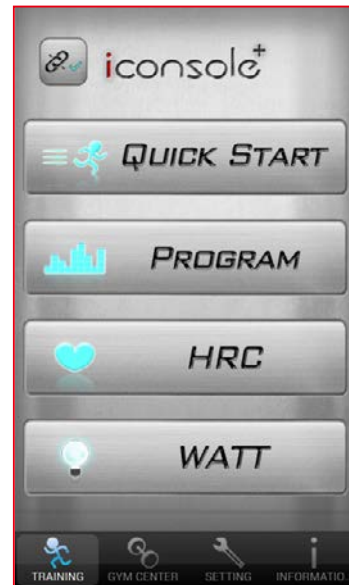 iconsole+
QUICK START
PROGRAM
HRC
WATT
TRAINING GYM CENTER SETTING INFORMATIO